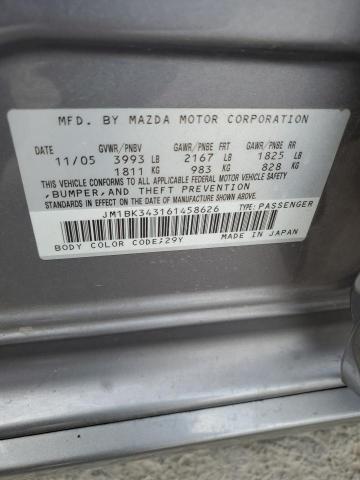 MFD. BY MAZDA MOTOR CORPORATION
DATE GVWR/PNBV GAWR/PNBE FRT GAWR/PNBE RR
11/05 3993 LB 2167 LB 1825 LB
1811 KG 983 KG 828 KG
THIS VEHICLE CONFORMS TO ALL APPLICABLE FEDERAL MOTOR VEHICLE SAFETY
,BUMPER,AND THEFT PREVENTION
STANDARDS IN EFFECT ON THE DATE OF MANUFACTURE SHOWN ABOVE.
JM1BK343161458626 TYPE:PASSENGER
BODY COLOR CODE;29Y MADE IN JAPAN